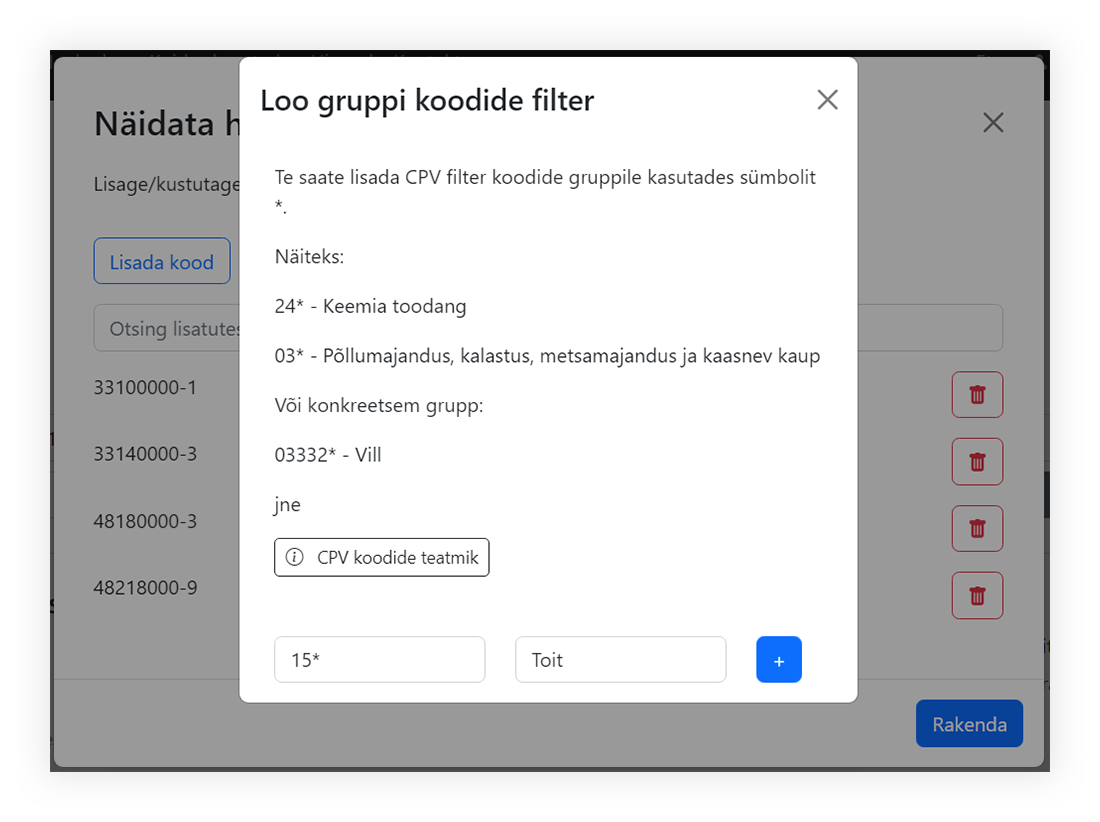 Loo gruppi koodide filter
Te saate lisada CPV filter koodide gruppile kasutades sümbolit
*.
Näiteks:
24* - Keemia toodang
03* - Põllumajandus, kalastus, metsamajandus ja kaasnev kaup
Või konkreetsem grupp:
03332* - Vill
jne
CPV koodide teatmik
15*
Toit
+
Näidata
Lisage/kustutage
Lisada kood
Otsing
33100000-1
33140000-3
48180000-3
48218000-9
Rakenda